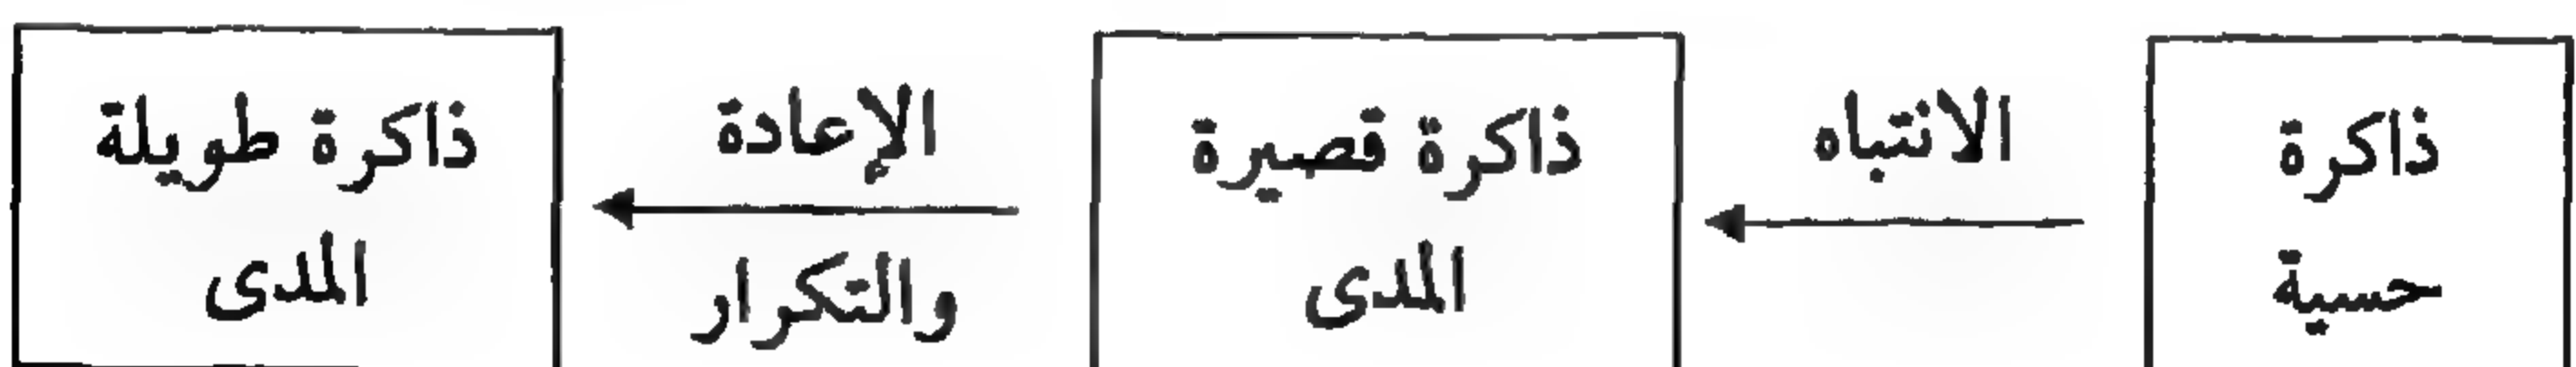 ذاكرة
حسية
الانتباه
ذاكرة قصيرة
المدى
الإعادة
والتكرار
ذاكرة طويلة
المدى